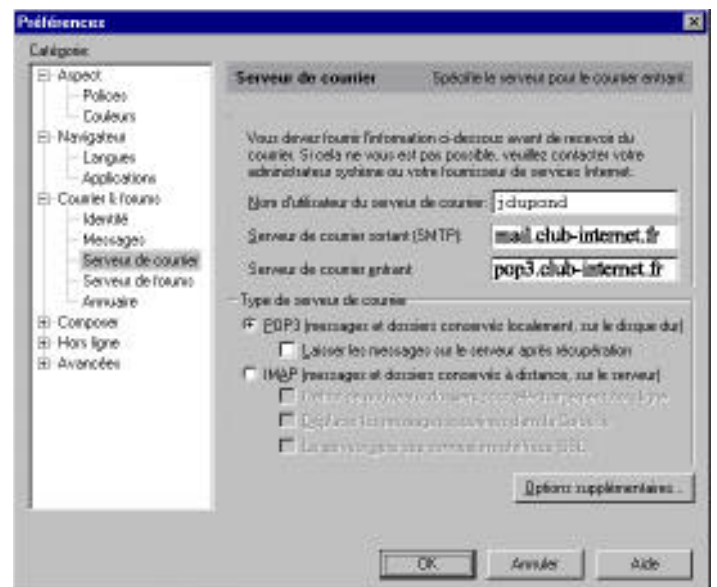 Préférences
Catégorie:
Aspect
Polices
Couleurs
Navigateur
Langues
Applications
Courrier & forums
Identité
Messages
Serveur de courrier
Serveur de forums
Annuaire
Composer
Hors ligne
Avancées
Serveur de courrier
Spécifie le serveur pour le courrier entrant
Vous devez fournir l'information ci-dessous avant de recevoir du
courrier. Si cela ne vous est pas possible, veuillez contacter votre
administrateur système ou votre fournisseur de services Internet.
Nom d'utilisateur du serveur de courrier: jdupond
Serveur de courrier sortant (SMTP): mail.club-internet.fr
Serveur de courrier entrant: pop3.club-internet.fr
Type de serveur de courrier
POP3 (messages et dossiers conservés localement, sur le disque dur)
Laisser les messages sur le serveur après récupération
IMAP (messages et dossiers conservés à distance, sur le serveur)
Options supplémentaires...
OK
Annuler
Aide